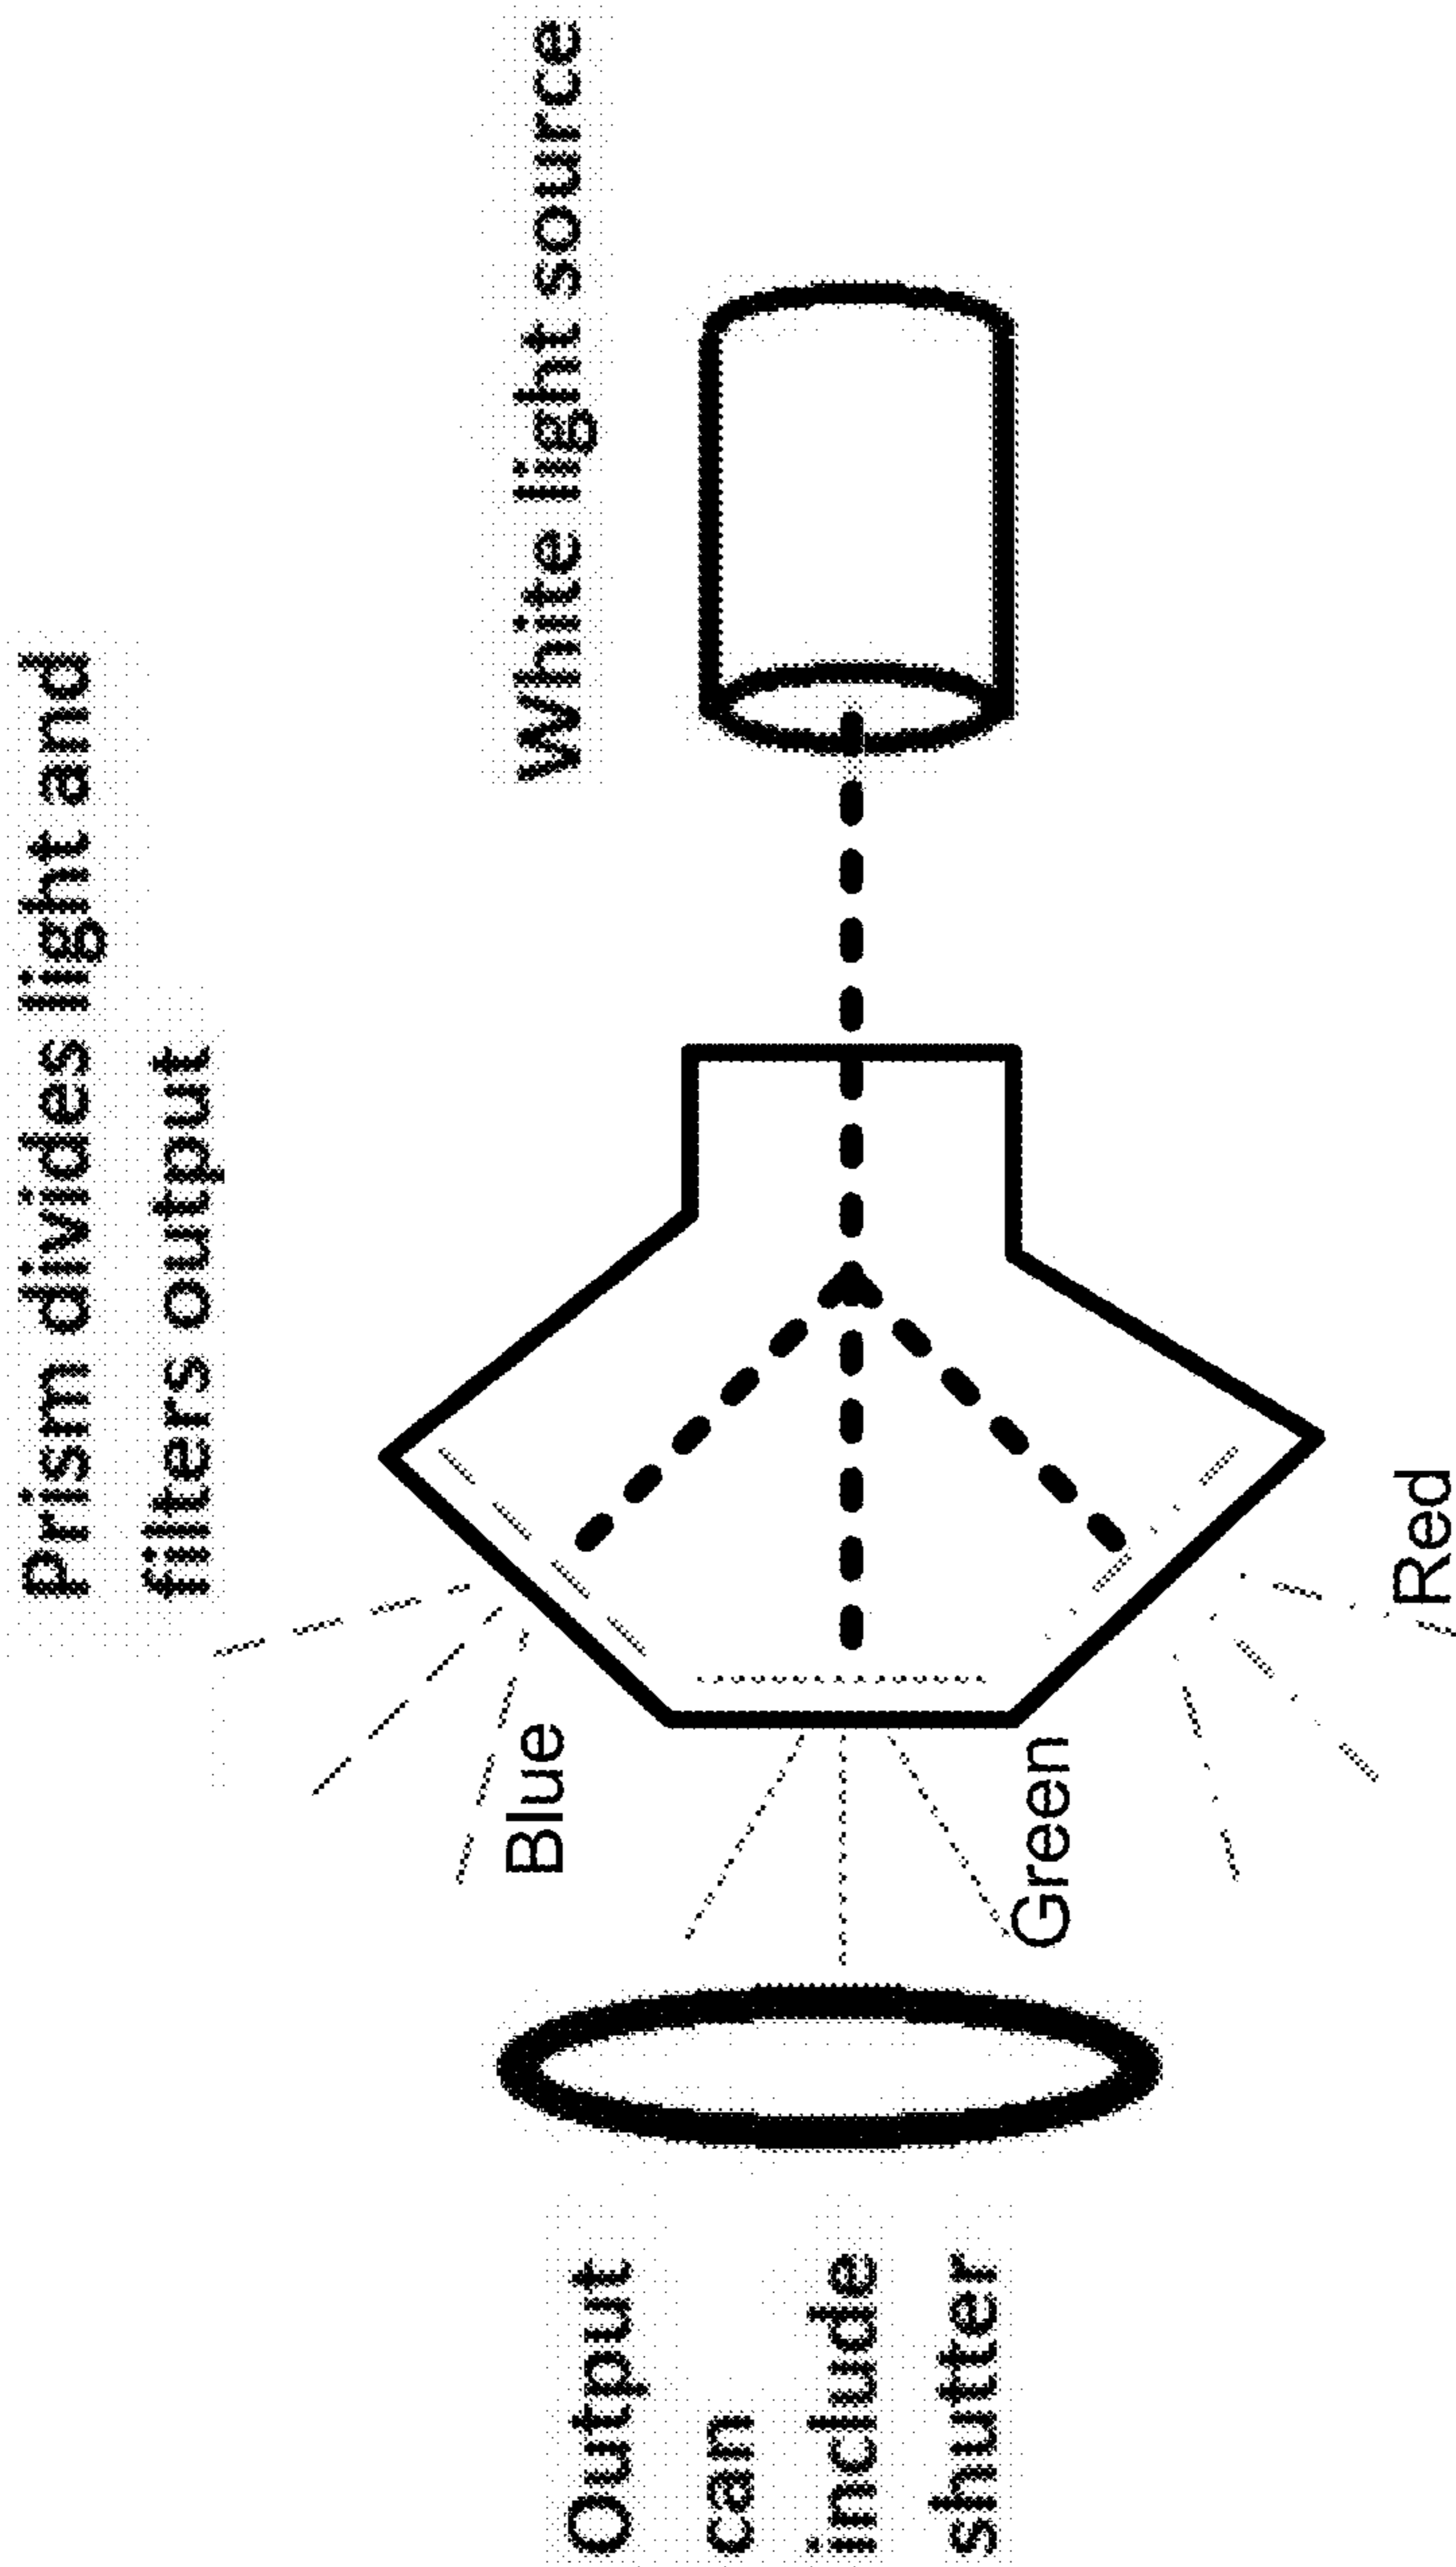 Prism divides light and
filters output
White light source
Blue
Green
Red
Output
can
include
shutter